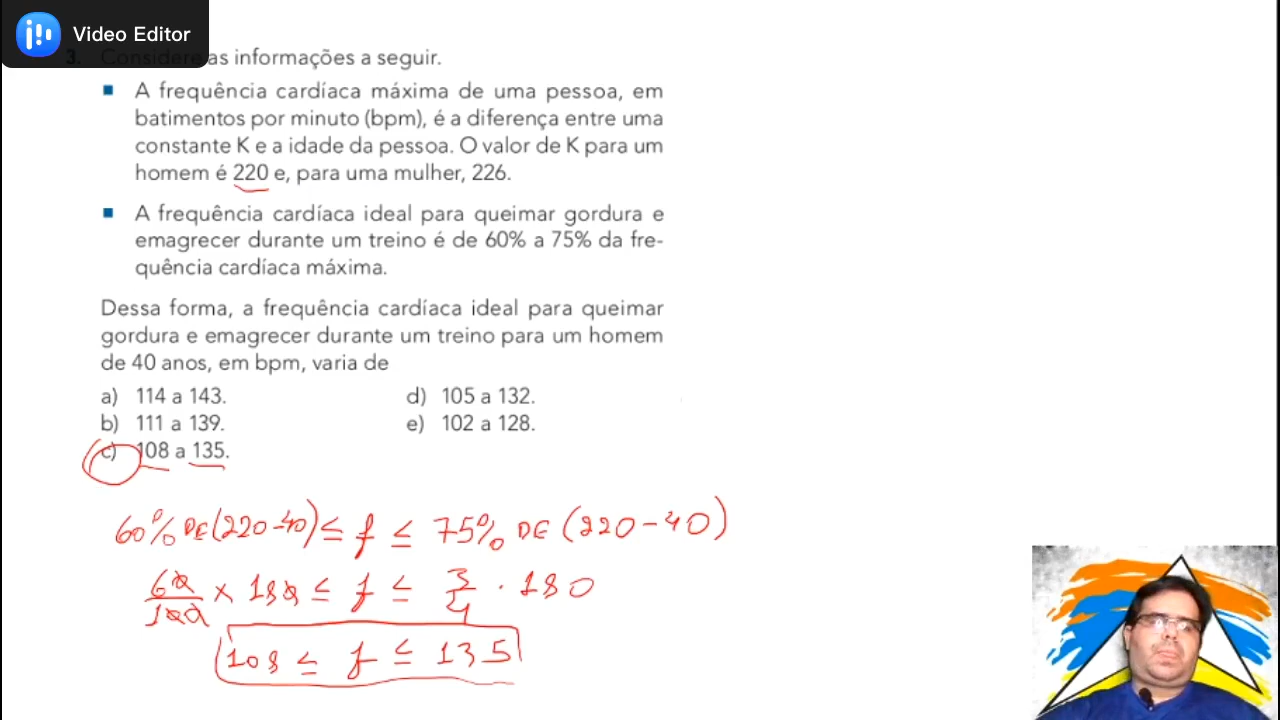 Video Editor
3. Considere as informações a seguir.
■ A frequência cardíaca máxima de uma pessoa, em
batimentos por minuto (bpm), é a diferença entre uma
constante K e a idade da pessoa. O valor de K para um
homem é 220 e, para uma mulher, 226.
■ A frequência cardíaca ideal para queimar gordura e
emagrecer durante um treino é de 60% a 75% da fre-
quência cardíaca máxima.
Dessa forma, a frequência cardíaca ideal para queimar
gordura e emagrecer durante um treino para um homem
de 40 anos, em bpm, varia de
a) 114 a 143.
b) 111 a 139.
c) 108 a 135.
d) 105 a 132.
e) 102 a 128.
60% DE (220-40) ≤ f ≤ 75% DE (220-40)
60/100 × 180 ≤ f ≤ 3/4 · 180
108 ≤ f ≤ 135